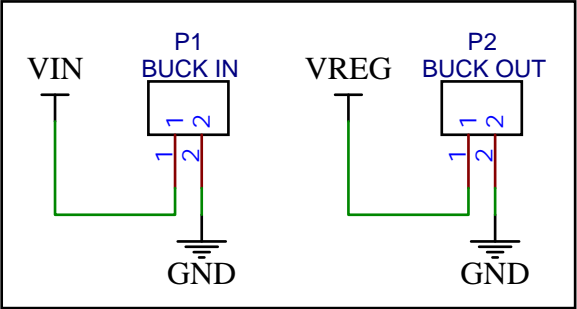 P1
BUCK IN
VIN
1 2
1 2
GND
P2
BUCK OUT
VREG
1 2
1 2
GND